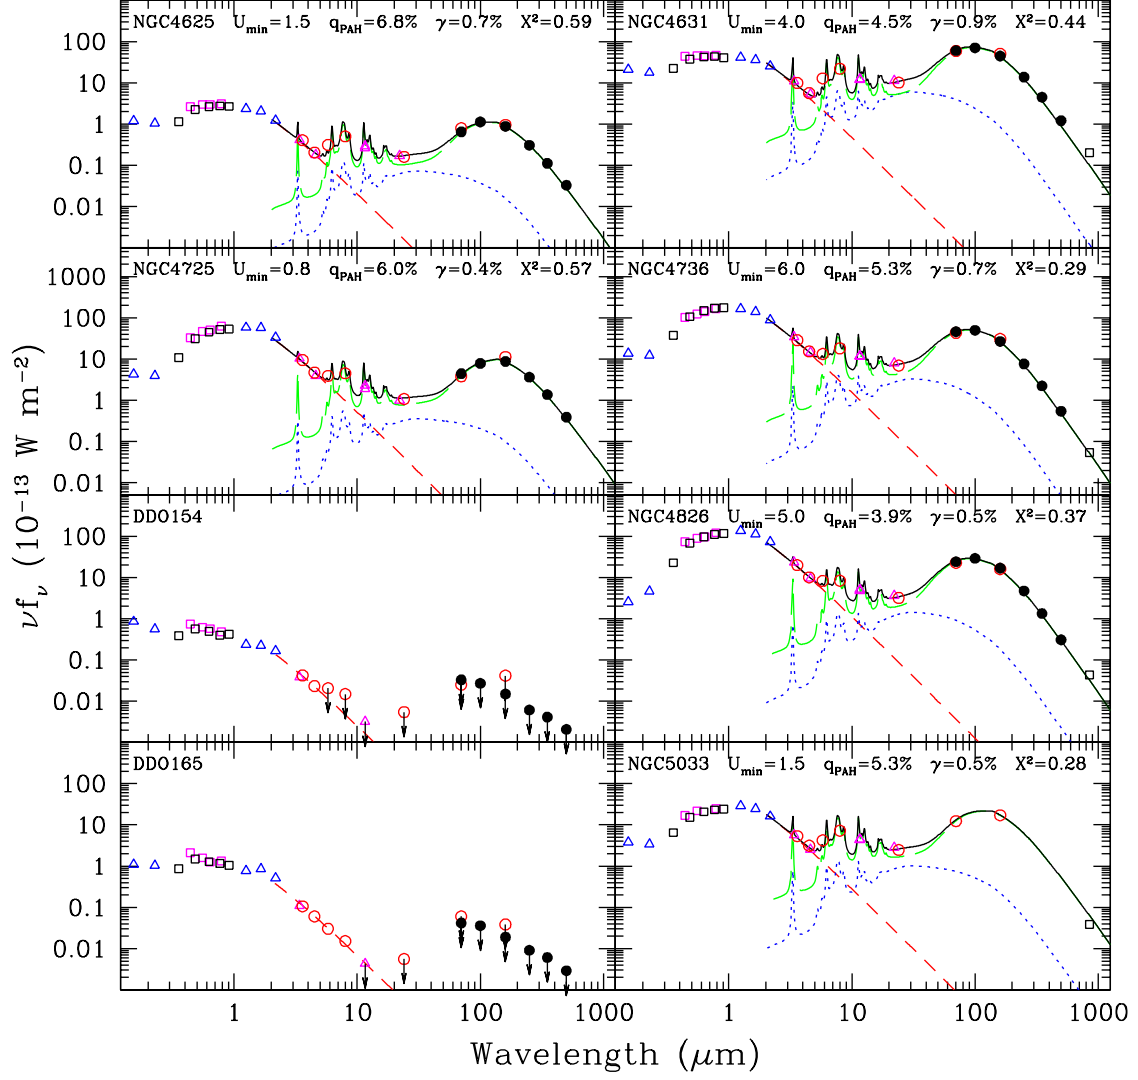 NGC4625 U_min=1.5 q_PAH=6.8% γ=0.7% X²=0.59
NGC4631 U_min=4.0 q_PAH=4.5% γ=0.9% X²=0.44
100
10
1
0.1
0.01
NGC4725 U_min=0.8 q_PAH=6.0% γ=0.4% X²=0.57
NGC4736 U_min=6.0 q_PAH=5.3% γ=0.7% X²=0.29
1000
100
10
1
0.1
0.01
DDO154
NGC4826 U_min=5.0 q_PAH=3.9% γ=0.5% X²=0.37
100
10
1
0.1
0.01
DDO165
NGC5033 U_min=1.5 q_PAH=5.3% γ=0.5% X²=0.28
100
10
1
0.1
0.01
νf_ν (10⁻¹³ W m⁻²)
1 10 100 1000 1 10 100 1000
Wavelength (μm)